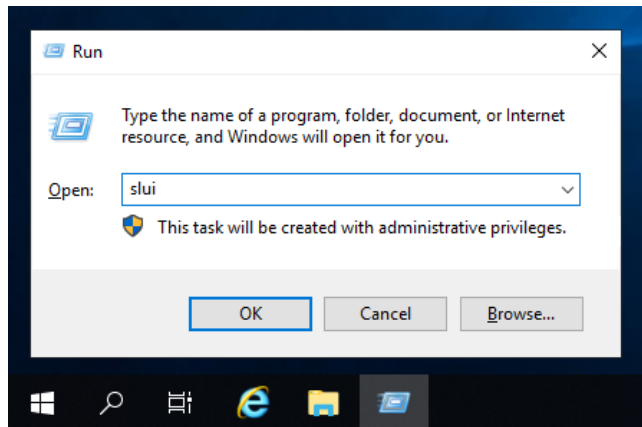 Run
Type the name of a program, folder, document, or Internet
resource, and Windows will open it for you.
Open: slui
This task will be created with administrative privileges.
OK Cancel Browse...